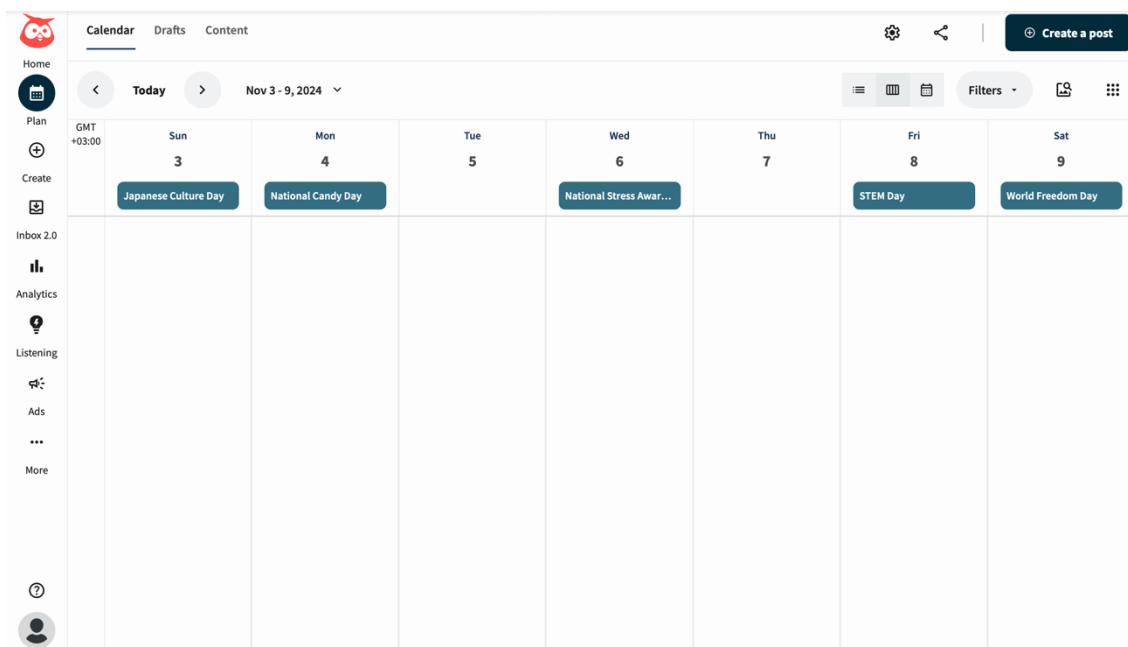 Calendar Drafts Content
Create a post
Home
Plan
Create
Inbox 2.0
Analytics
Listening
Ads
More
Today Nov 3 - 9, 2024 Filters
GMT
+03:00
Sun Mon Tue Wed Thu Fri Sat
3 4 5 6 7 8 9
Japanese Culture Day National Candy Day National Stress Awar... STEM Day World Freedom Day